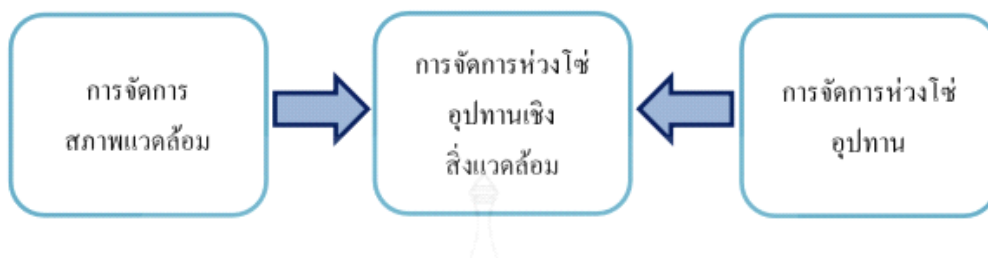 การจัดการ
สภาพแวดล้อม
การจัดการห่วงโซ่
อุปทานเชิง
สิ่งแวดล้อม
การจัดการห่วงโซ่
อุปทาน